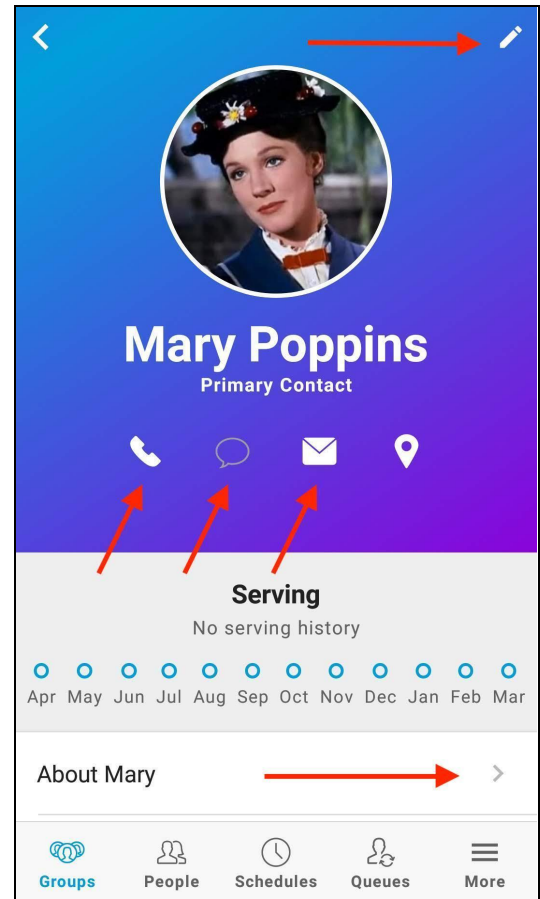 Mary Poppins
Primary Contact
Serving
No serving history
Apr May Jun Jul Aug Sep Oct Nov Dec Jan Feb Mar
About Mary
Groups People Schedules Queues More